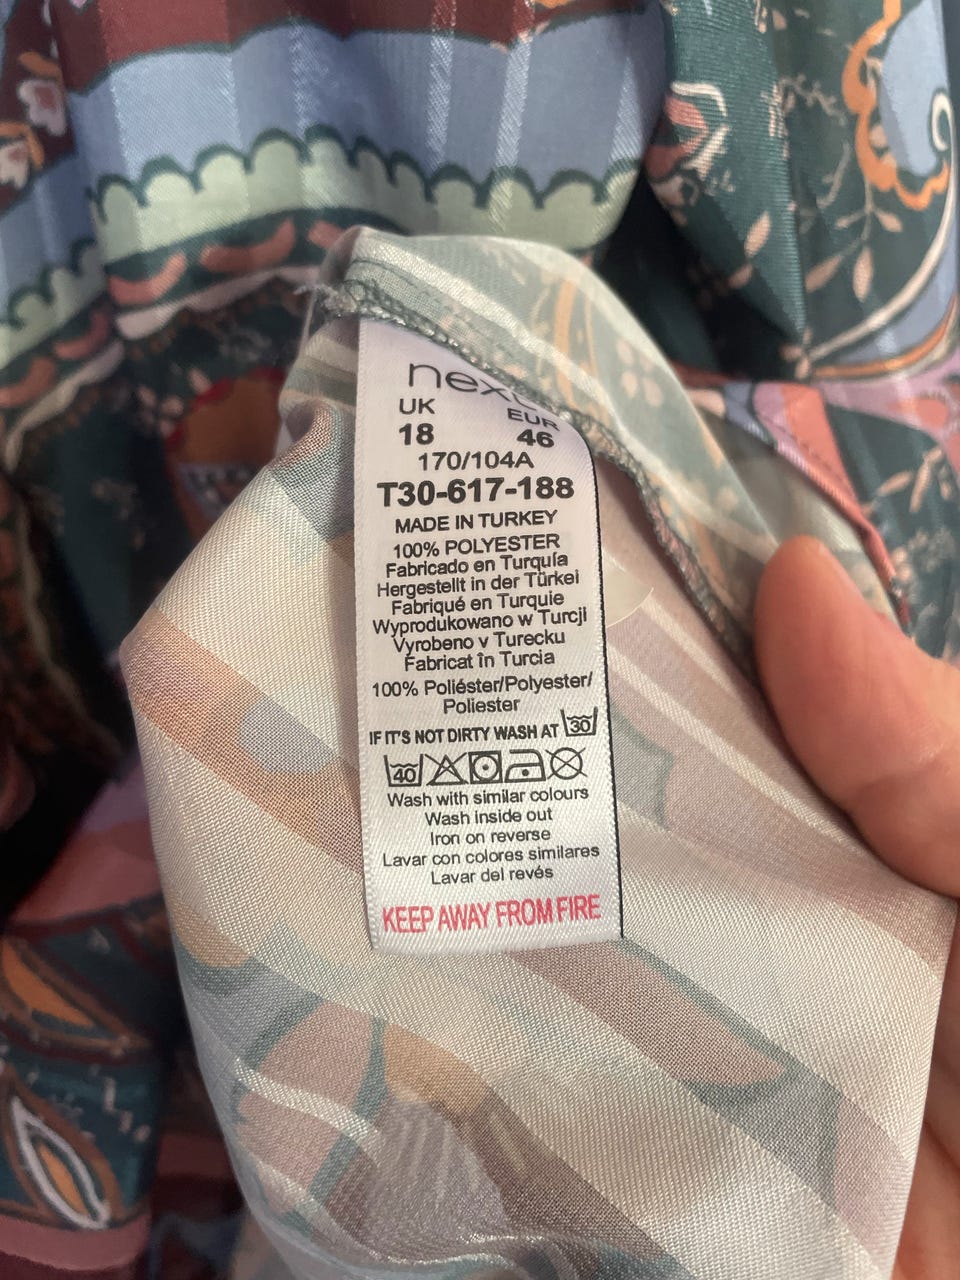 next
UK EUR
18 46
170/104A
T30-617-188
MADE IN TURKEY
100% POLYESTER
Fabricado en Turquía
Hergestellt in der Türkei
Fabriqué en Turquie
Wyprodukowano w Turcji
Vyrobeno v Turecku
Fabricat în Turcia
100% Poliéster/Polyester/
Poliester
IF IT'S NOT DIRTY WASH AT 30
40
Wash with similar colours
Wash inside out
Iron on reverse
Lavar con colores similares
Lavar del revés
KEEP AWAY FROM FIRE